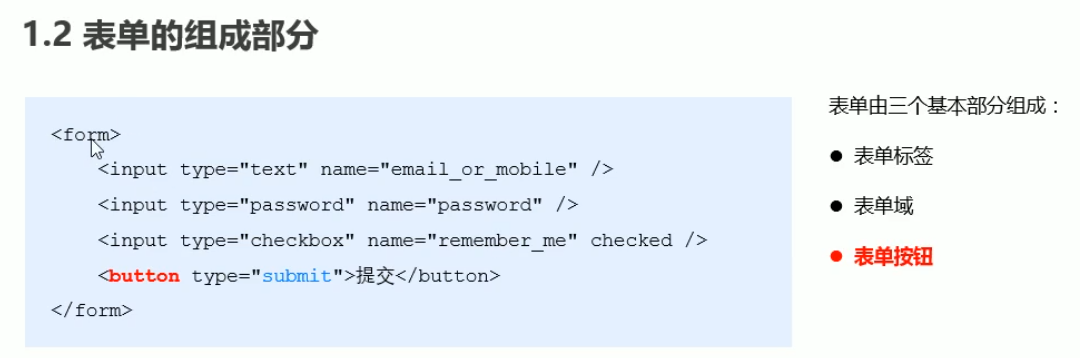 1.2 表单的组成部分
<form>
<input type="text" name="email_or_mobile" />
<input type="password" name="password" />
<input type="checkbox" name="remember_me" checked />
<button type="submit">提交</button>
</form>
表单由三个基本部分组成：
● 表单标签
● 表单域
● 表单按钮